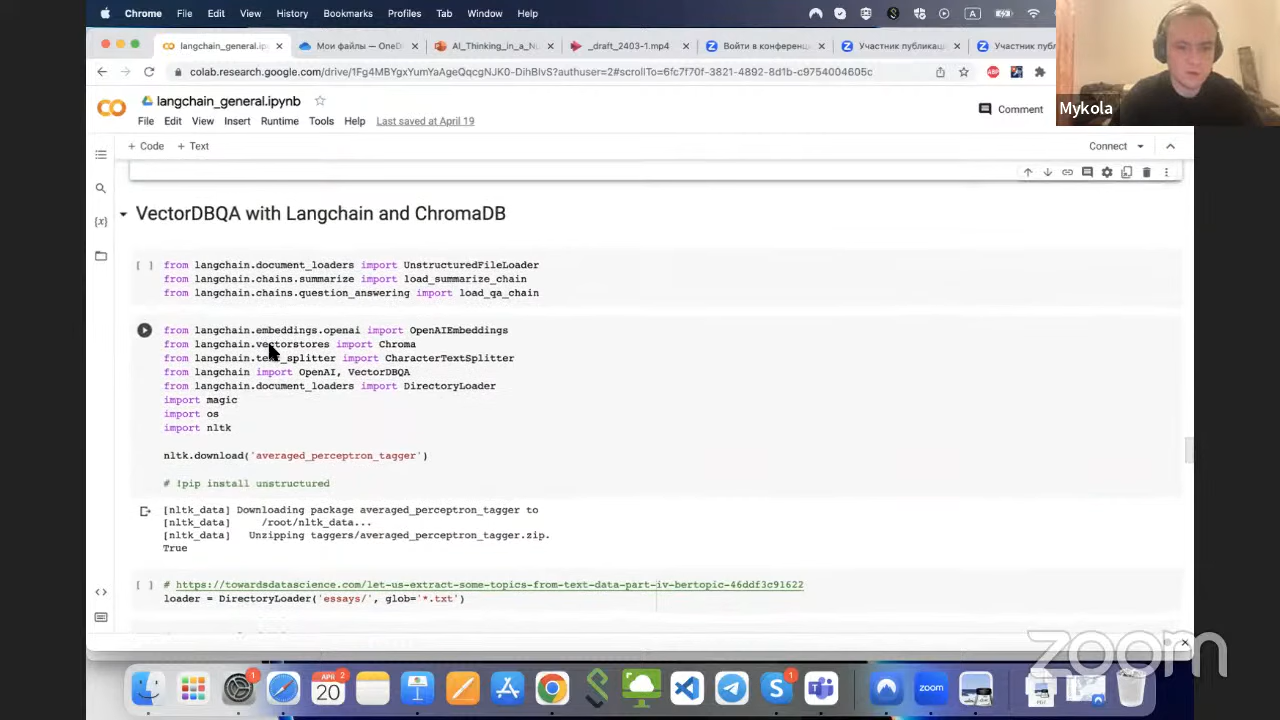 Chrome File Edit View History Bookmarks Profiles Tab Window Help
langchain_general.ipynb Мои файлы — OneD AI_Thinking_in_a_Nu _draft_2403-1.mp4 Войти в конференц Участник публикац Участник публ
colab.research.google.com/drive/1Fg4MBYgxYumYaAgeQqcgNJK0-DihBIvS?authuser=2#scrollTo=6fc7f70f-3821-4892-8d1b-c9754004605c
Mykola
langchain_general.ipynb
Comment
File Edit View Insert Runtime Tools Help Last saved at April 19
+ Code + Text
Connect
VectorDBQA with Langchain and ChromaDB
[ ] from langchain.document_loaders import UnstructuredFileLoader
from langchain.chains.summarize import load_summarize_chain
from langchain.chains.question_answering import load_qa_chain
from langchain.embeddings.openai import OpenAIEmbeddings
from langchain.vectorstores import Chroma
from langchain.text_splitter import CharacterTextSplitter
from langchain import OpenAI, VectorDBQA
from langchain.document_loaders import DirectoryLoader
import magic
import os
import nltk
nltk.download('averaged_perceptron_tagger')
# !pip install unstructured
[nltk_data] Downloading package averaged_perceptron_tagger to
[nltk_data] /root/nltk_data...
[nltk_data] Unzipping taggers/averaged_perceptron_tagger.zip.
True
[ ] # https://towardsdatascience.com/let-us-extract-some-topics-from-text-data-part-iv-bertopic-46ddf3c91622
loader = DirectoryLoader('essays/', glob='*.txt')
zoom
APR
20
zoom